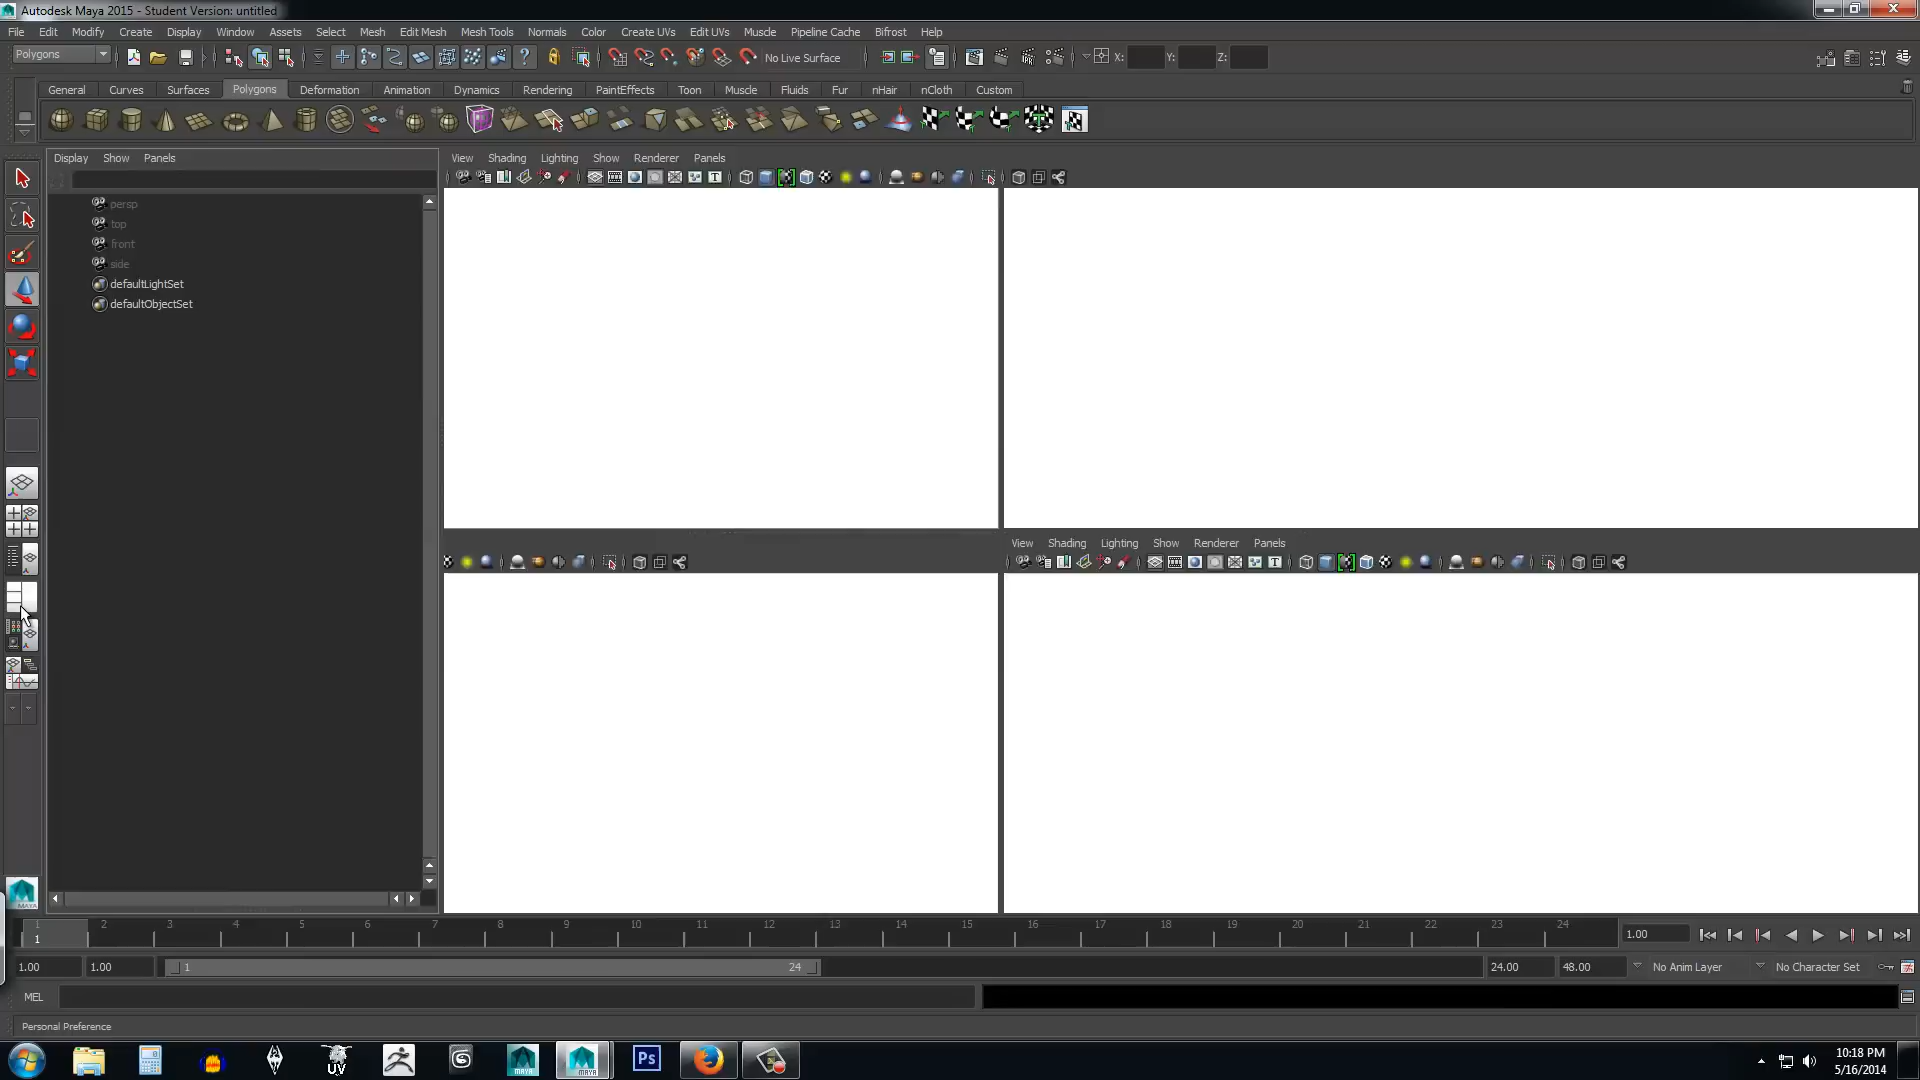 Autodesk Maya 2015 - Student Version: untitled
File Edit Modify Create Display Window Assets Select Mesh Edit Mesh Mesh Tools Normals Color Create UVs Edit UVs Muscle Pipeline Cache Bifrost Help
Polygons No Live Surface X: Y: Z:
General Curves Surfaces Polygons Deformation Animation Dynamics Rendering PaintEffects Toon Muscle Fluids Fur nHair nCloth Custom
Display Show Panels
View Shading Lighting Show Renderer Panels
persp
top
front
side
defaultLightSet
defaultObjectSet
View Shading Lighting Show Renderer Panels
1 2 3 4 5 6 7 8 9 10 11 12 13 14 15 16 17 18 19 20 21 22 23 24
1 1.00
1.00 1.00 1 24 24.00 48.00 No Anim Layer No Character Set
MEL
Personal Preference
UV MAYA MAYA Ps
10:18 PM
5/16/2014